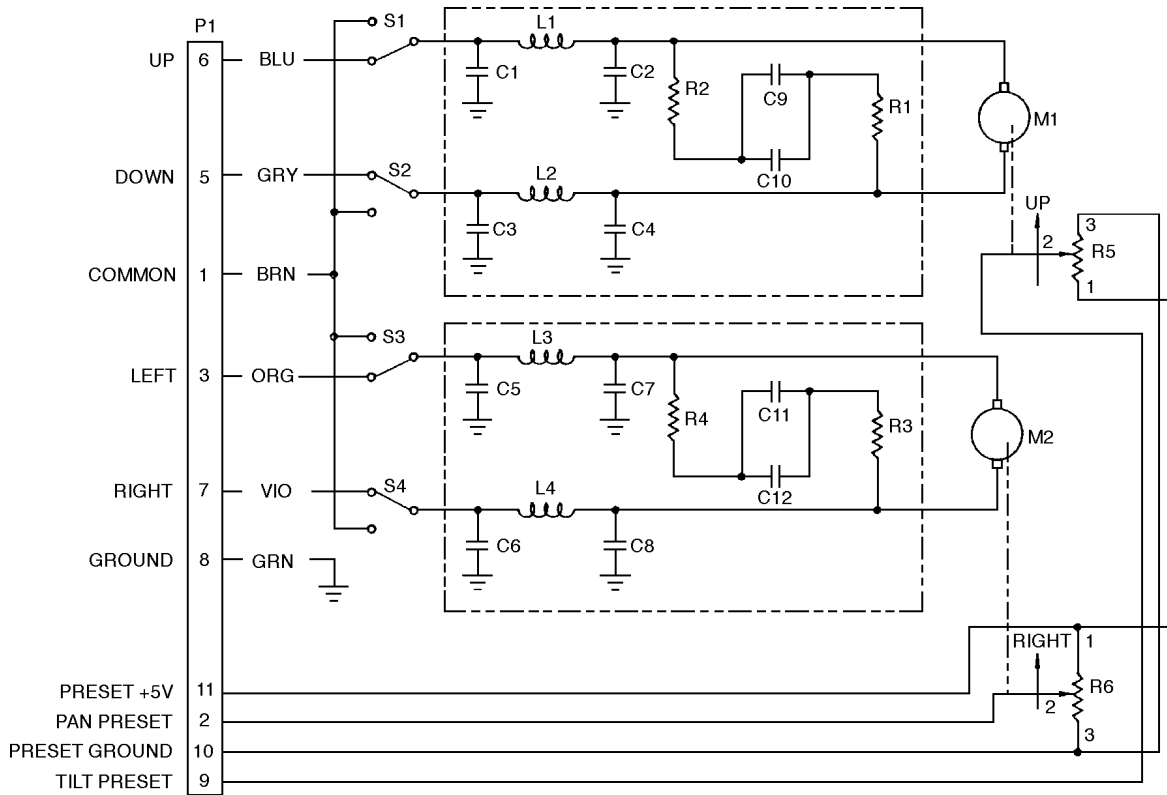 P1
UP 6 BLU S1
L1
C1 C2 R2 C9 R1 M1
C10
DOWN 5 GRY S2
L2
C3 C4
UP
3
2 R5
1
COMMON 1 BRN
S3 L3
LEFT 3 ORG
C5 C7 R4 C11 R3 M2
C12
RIGHT 7 VIO S4 L4
C6 C8
GROUND 8 GRN
RIGHT 1
R6
2
3
PRESET +5V 11
PAN PRESET 2
PRESET GROUND 10
TILT PRESET 9